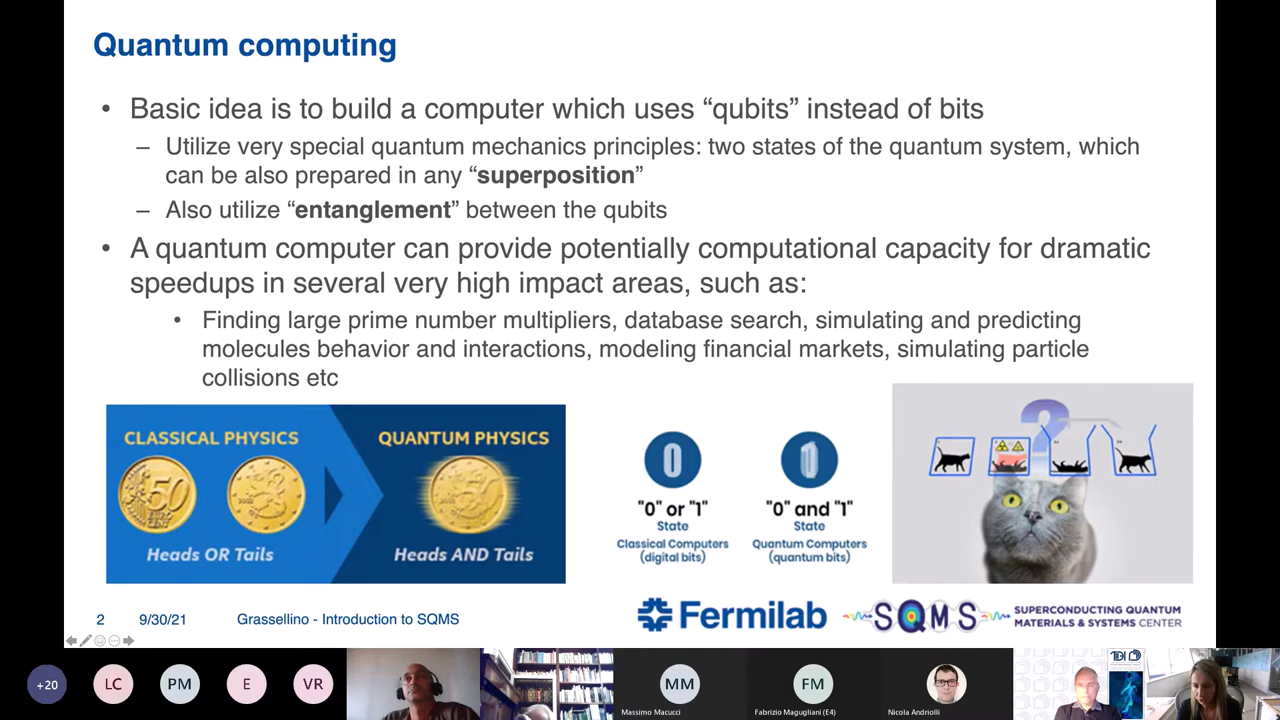 Quantum computing
• Basic idea is to build a computer which uses “qubits” instead of bits
– Utilize very special quantum mechanics principles: two states of the quantum system, which
can be also prepared in any “superposition”
– Also utilize “entanglement” between the qubits
• A quantum computer can provide potentially computational capacity for dramatic
speedups in several very high impact areas, such as:
• Finding large prime number multipliers, database search, simulating and predicting
molecules behavior and interactions, modeling financial markets, simulating particle
collisions etc
CLASSICAL PHYSICS
QUANTUM PHYSICS
50
EURO
CENT
Heads OR Tails
Heads AND Tails
0
"0" or "1"
State
Classical Computers
(digital bits)
"0" and "1"
State
Quantum Computers
(quantum bits)
?
2
9/30/21
Grassellino - Introduction to SQMS
Fermilab
SQMS
SUPERCONDUCTING QUANTUM
MATERIALS & SYSTEMS CENTER
+20
LC
PM
E
VR
MM
Massimo Macucci
FM
Fabrizio Magugliani (E4)
Nicola Andriolli